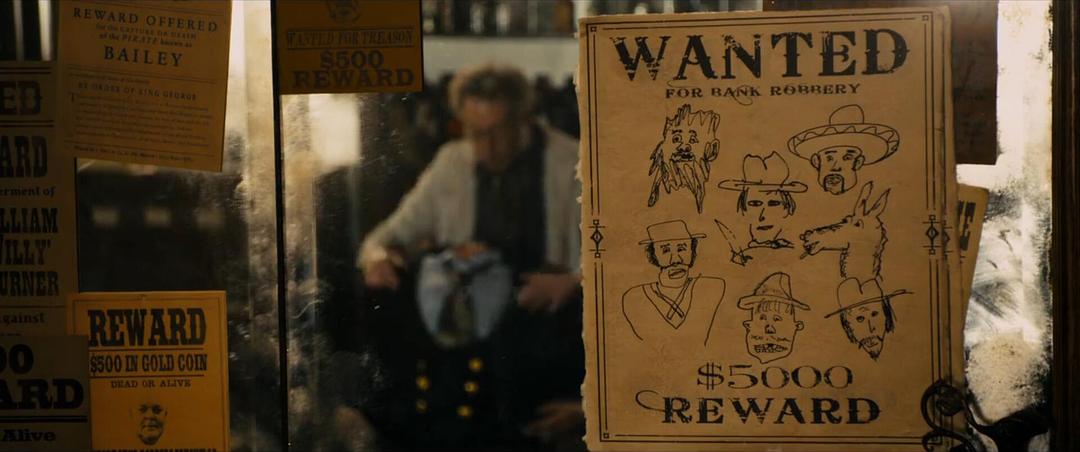 REWARD OFFERED
for the CAPTURE OR DEATH
of the PIRATE known as
BAILEY
BY ORDER OF KING GEORGE
ED
ARD
erment of
LLIAM
ILLY'
URNER
against
00
ARD
Alive
REWARD
$500 IN GOLD COIN
DEAD OR ALIVE
WANTED FOR TREASON
$500
REWARD
WANTED
FOR BANK ROBBERY
$5000
REWARD